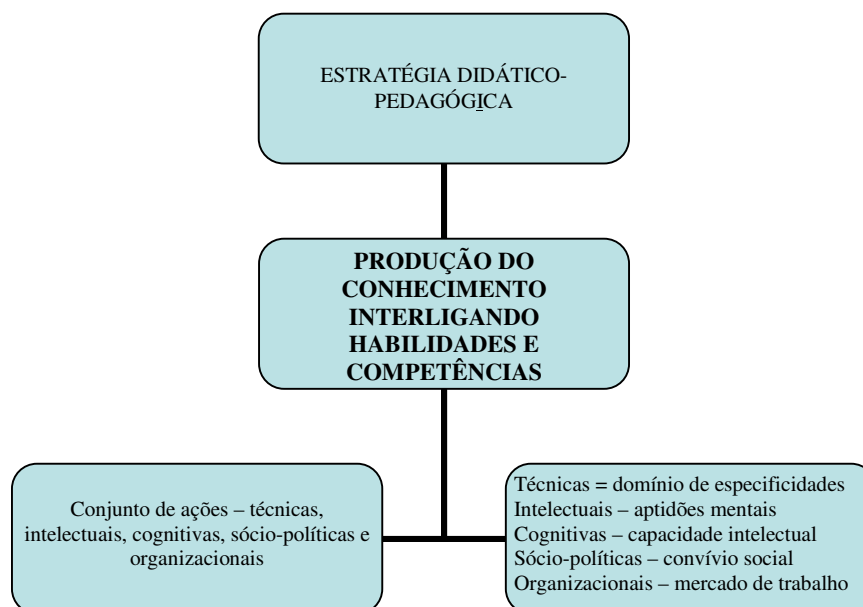 ESTRATÉGIA DIDÁTICO-
PEDAGÓGICA
PRODUÇÃO DO
CONHECIMENTO
INTERLIGANDO
HABILIDADES E
COMPETÊNCIAS
Conjunto de ações – técnicas,
intelectuais, cognitivas, sócio-políticas e
organizacionais
Técnicas = domínio de especificidades
Intelectuais – aptidões mentais
Cognitivas – capacidade intelectual
Sócio-políticas – convívio social
Organizacionais – mercado de trabalho